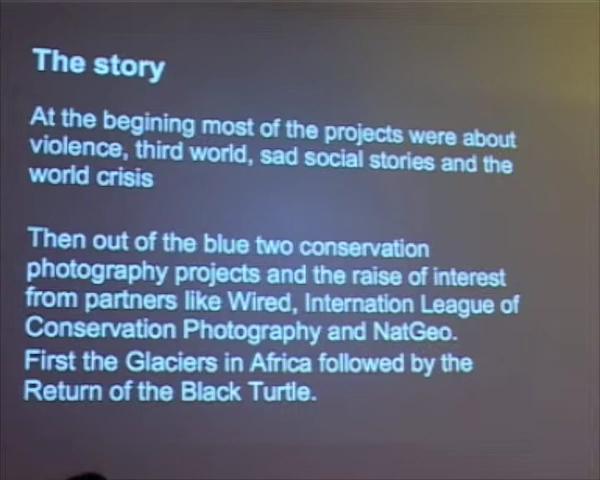 The story
At the begining most of the projects were about
violence, third world, sad social stories and the
world crisis
Then out of the blue two conservation
photography projects and the raise of interest
from partners like Wired, Internation League of
Conservation Photography and NatGeo.
First the Glaciers in Africa followed by the
Return of the Black Turtle.